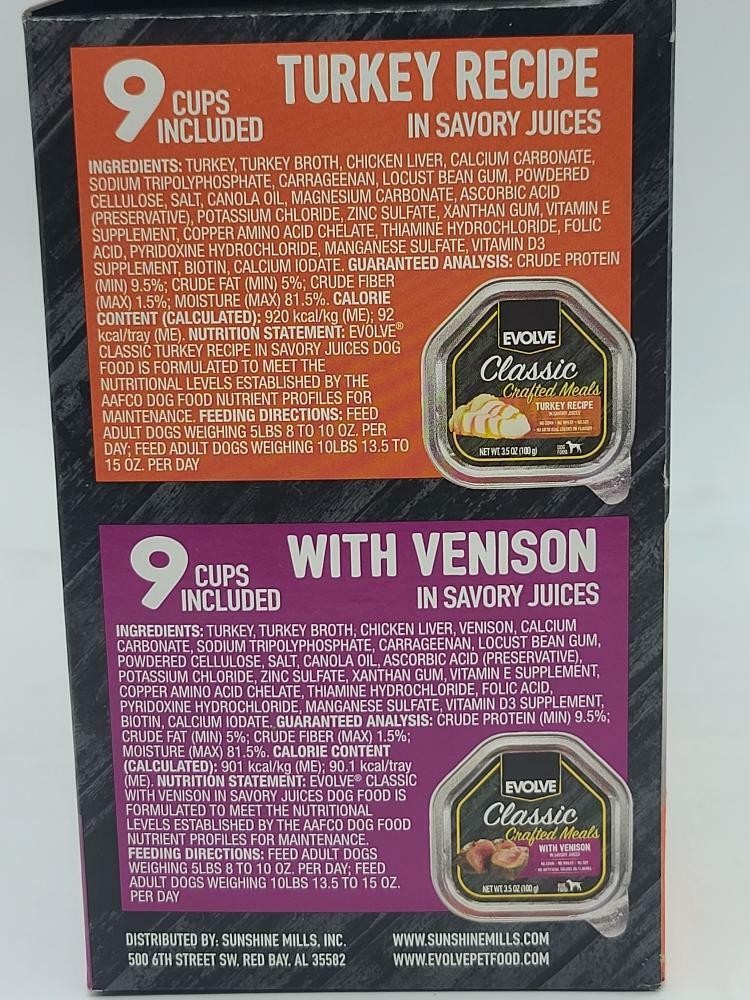 9 CUPS INCLUDED
TURKEY RECIPE
IN SAVORY JUICES
INGREDIENTS: TURKEY, TURKEY BROTH, CHICKEN LIVER, CALCIUM CARBONATE,
SODIUM TRIPOLYPHOSPHATE, CARRAGEENAN, LOCUST BEAN GUM, POWDERED
CELLULOSE, SALT, CANOLA OIL, MAGNESIUM CARBONATE, ASCORBIC ACID
(PRESERVATIVE), POTASSIUM CHLORIDE, ZINC SULFATE, XANTHAN GUM, VITAMIN E
SUPPLEMENT, COPPER AMINO ACID CHELATE, THIAMINE HYDROCHLORIDE, FOLIC
ACID, PYRIDOXINE HYDROCHLORIDE, MANGANESE SULFATE, VITAMIN D3
SUPPLEMENT, BIOTIN, CALCIUM IODATE. GUARANTEED ANALYSIS: CRUDE PROTEIN
(MIN) 9.5%; CRUDE FAT (MIN) 5%; CRUDE FIBER
(MAX) 1.5%; MOISTURE (MAX) 81.5%. CALORIE
CONTENT (CALCULATED): 920 kcal/kg (ME); 92
kcal/tray (ME). NUTRITION STATEMENT: EVOLVE®
CLASSIC TURKEY RECIPE IN SAVORY JUICES DOG
FOOD IS FORMULATED TO MEET THE
NUTRITIONAL LEVELS ESTABLISHED BY THE
AAFCO DOG FOOD NUTRIENT PROFILES FOR
MAINTENANCE. FEEDING DIRECTIONS: FEED
ADULT DOGS WEIGHING 5LBS 8 TO 10 OZ. PER
DAY; FEED ADULT DOGS WEIGHING 10LBS 13.5 TO
15 OZ. PER DAY
EVOLVE
Classic
Crafted Meals
TURKEY RECIPE
IN SAVORY JUICES
NET WT. 3.5 OZ (100 g)
DOG FOOD
9 CUPS INCLUDED
WITH VENISON
IN SAVORY JUICES
INGREDIENTS: TURKEY, TURKEY BROTH, CHICKEN LIVER, VENISON, CALCIUM
CARBONATE, SODIUM TRIPOLYPHOSPHATE, CARRAGEENAN, LOCUST BEAN GUM,
POWDERED CELLULOSE, SALT, CANOLA OIL, ASCORBIC ACID (PRESERVATIVE),
POTASSIUM CHLORIDE, ZINC SULFATE, XANTHAN GUM, VITAMIN E SUPPLEMENT,
COPPER AMINO ACID CHELATE, THIAMINE HYDROCHLORIDE, FOLIC ACID,
PYRIDOXINE HYDROCHLORIDE, MANGANESE SULFATE, VITAMIN D3 SUPPLEMENT,
BIOTIN, CALCIUM IODATE. GUARANTEED ANALYSIS: CRUDE PROTEIN (MIN) 9.5%;
CRUDE FAT (MIN) 5%; CRUDE FIBER (MAX) 1.5%;
MOISTURE (MAX) 81.5%. CALORIE CONTENT
(CALCULATED): 901 kcal/kg (ME); 90.1 kcal/tray
(ME). NUTRITION STATEMENT: EVOLVE® CLASSIC
WITH VENISON IN SAVORY JUICES DOG FOOD IS
FORMULATED TO MEET THE NUTRITIONAL
LEVELS ESTABLISHED BY THE AAFCO DOG FOOD
NUTRIENT PROFILES FOR MAINTENANCE.
FEEDING DIRECTIONS: FEED ADULT DOGS
WEIGHING 5LBS 8 TO 10 OZ. PER DAY; FEED
ADULT DOGS WEIGHING 10LBS 13.5 TO 15 OZ.
PER DAY
EVOLVE
Classic
Crafted Meals
WITH VENISON
IN SAVORY JUICES
NET WT. 3.5 OZ (100 g)
DISTRIBUTED BY: SUNSHINE MILLS, INC.
500 6TH STREET SW, RED BAY, AL 35582
WWW.SUNSHINEMILLS.COM
WWW.EVOLVEPETFOOD.COM